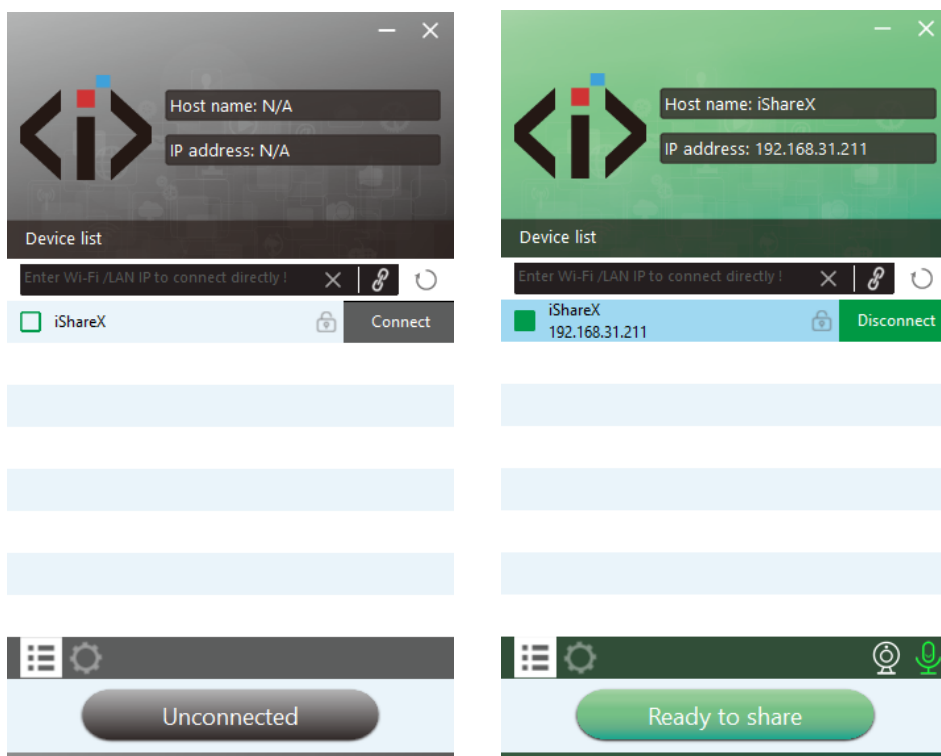 Host name: N/A
IP address: N/A
Device list
Enter Wi-Fi /LAN IP to connect directly !
iShareX
Connect
Unconnected
Host name: iShareX
IP address: 192.168.31.211
Device list
Enter Wi-Fi /LAN IP to connect directly !
iShareX
192.168.31.211
Disconnect
Ready to share